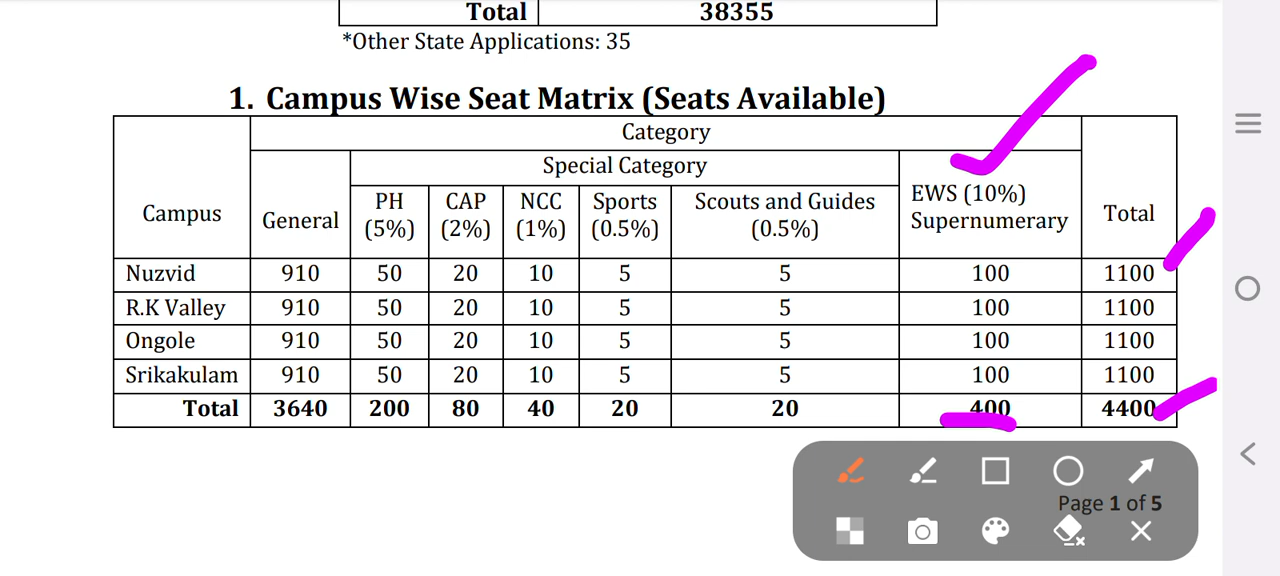 Total 38355
*Other State Applications: 35
1. Campus Wise Seat Matrix (Seats Available)
Campus Category Total
General Special Category EWS (10%) Supernumerary
PH (5%) CAP (2%) NCC (1%) Sports (0.5%) Scouts and Guides (0.5%)
Nuzvid 910 50 20 10 5 5 100 1100
R.K Valley 910 50 20 10 5 5 100 1100
Ongole 910 50 20 10 5 5 100 1100
Srikakulam 910 50 20 10 5 5 100 1100
Total 3640 200 80 40 20 20 400 4400
Page 1 of 5